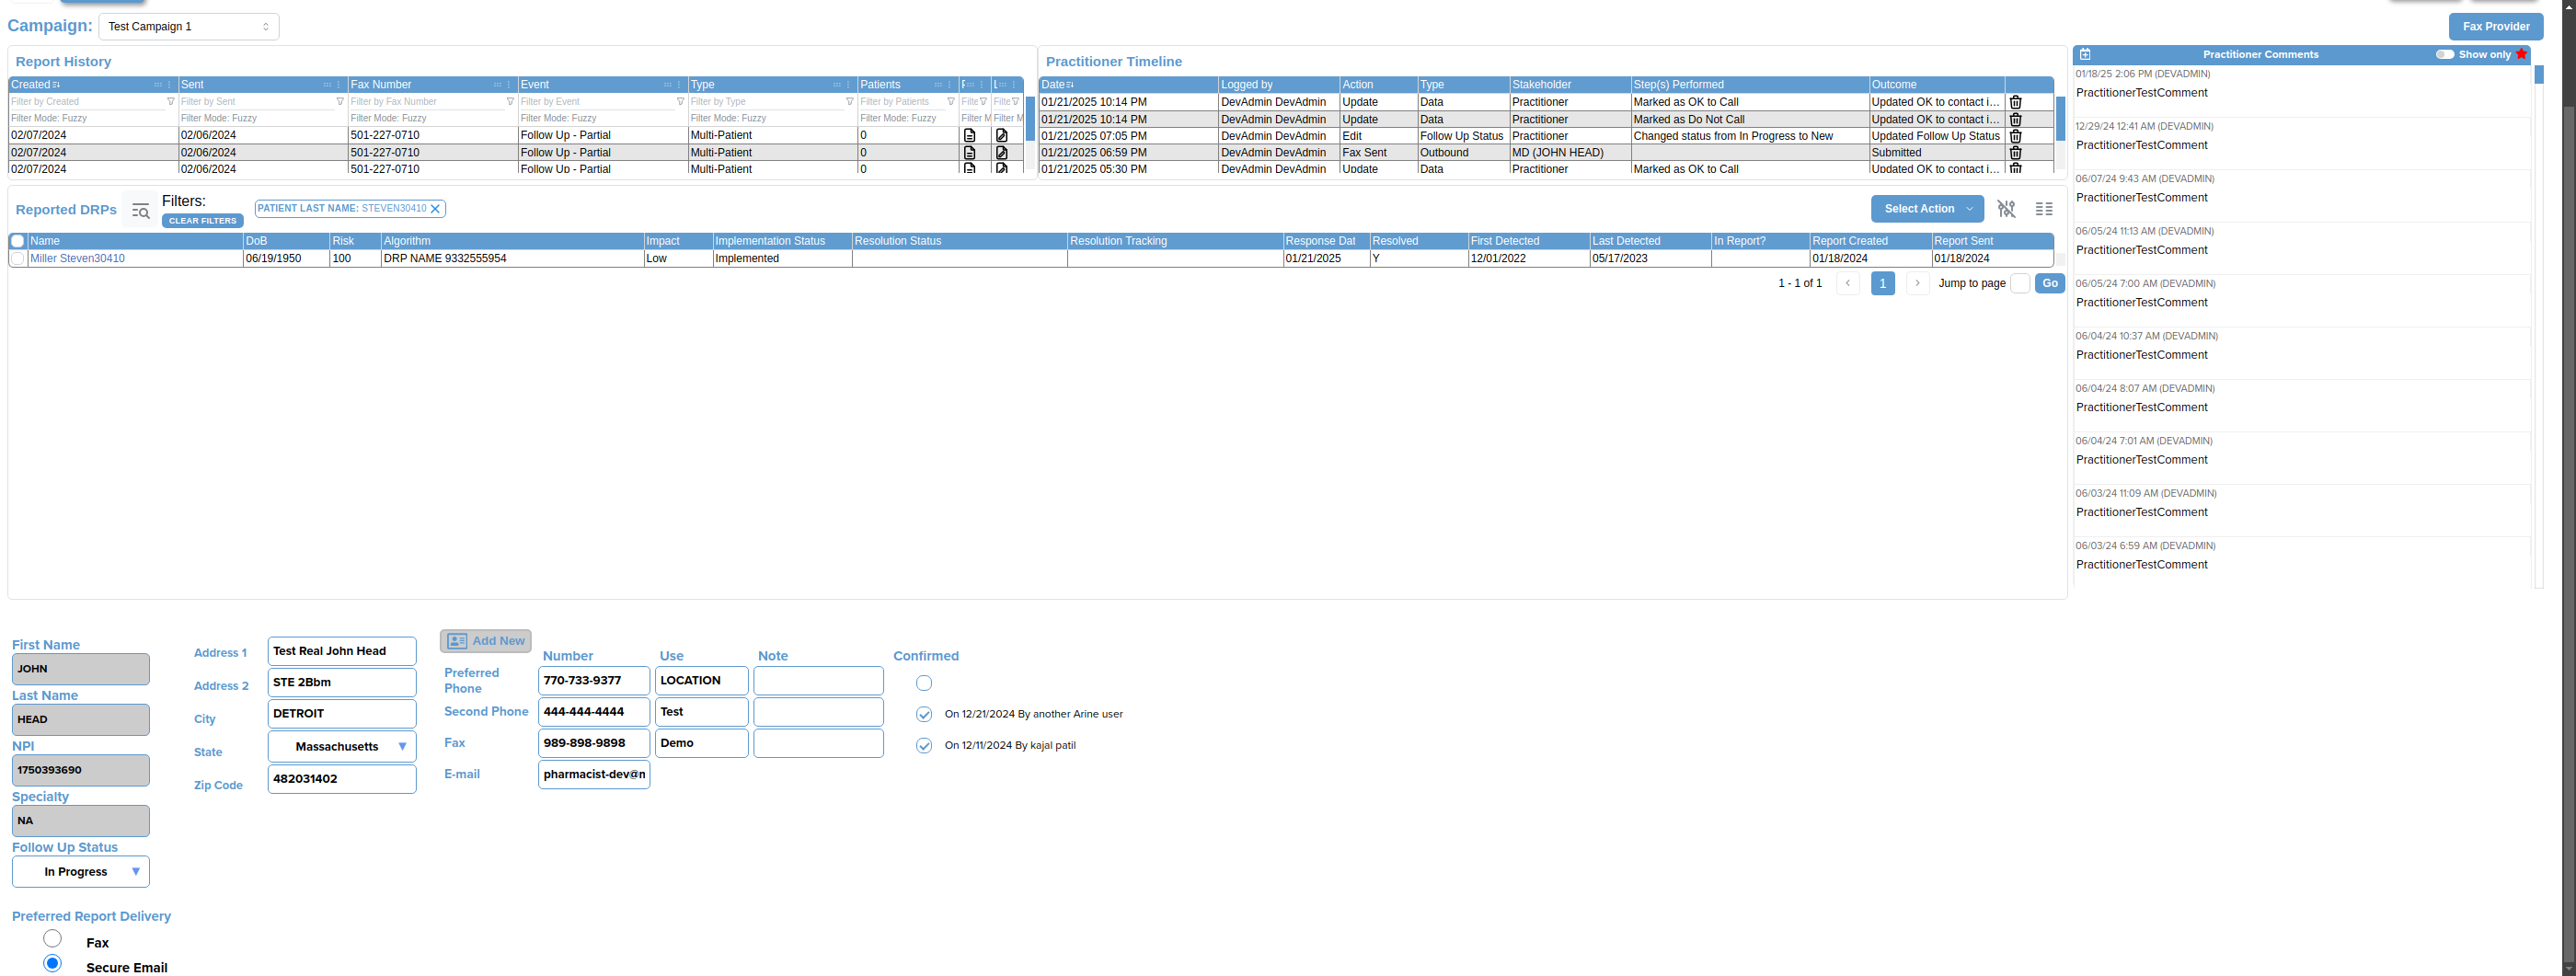 Campaign: Test Campaign 1
Fax Provider
Report History
Created Sent Fax Number Event Type Patients
Filter by Created Filter by Sent Filter by Fax Number Filter by Event Filter by Type Filter by Patients Filte Filte
Filter Mode: Fuzzy Filter Mode: Fuzzy Filter Mode: Fuzzy Filter Mode: Fuzzy Filter Mode: Fuzzy Filter Mode: Fuzzy Filter M Filter M
02/07/2024 02/06/2024 501-227-0710 Follow Up - Partial Multi-Patient 0
02/07/2024 02/06/2024 501-227-0710 Follow Up - Partial Multi-Patient 0
02/07/2024 02/06/2024 501-227-0710 Follow Up - Partial Multi-Patient 0
Practitioner Timeline
Date Logged by Action Type Stakeholder Step(s) Performed Outcome
01/21/2025 10:14 PM DevAdmin DevAdmin Update Data Practitioner Marked as OK to Call Updated OK to contact i...
01/21/2025 10:14 PM DevAdmin DevAdmin Update Data Practitioner Marked as Do Not Call Updated OK to contact i...
01/21/2025 07:05 PM DevAdmin DevAdmin Edit Follow Up Status Practitioner Changed status from In Progress to New Updated Follow Up Status
01/21/2025 06:59 PM DevAdmin DevAdmin Fax Sent Outbound MD (JOHN HEAD) Submitted
01/21/2025 05:30 PM DevAdmin DevAdmin Update Data Practitioner Marked as OK to Call Updated OK to contact i...
Practitioner Comments Show only
01/18/25 2:06 PM (DEVADMIN)
PractitionerTestComment
12/29/24 12:41 AM (DEVADMIN)
PractitionerTestComment
06/07/24 9:43 AM (DEVADMIN)
PractitionerTestComment
06/05/24 11:13 AM (DEVADMIN)
PractitionerTestComment
06/05/24 7:00 AM (DEVADMIN)
PractitionerTestComment
06/04/24 10:37 AM (DEVADMIN)
PractitionerTestComment
06/04/24 8:07 AM (DEVADMIN)
PractitionerTestComment
06/04/24 7:01 AM (DEVADMIN)
PractitionerTestComment
06/03/24 11:09 AM (DEVADMIN)
PractitionerTestComment
06/03/24 6:59 AM (DEVADMIN)
PractitionerTestComment
Reported DRPs
Filters:
CLEAR FILTERS
PATIENT LAST NAME: STEVEN30410
Select Action
Name DoB Risk Algorithm Impact Implementation Status Resolution Status Resolution Tracking Response Dat Resolved First Detected Last Detected In Report? Report Created Report Sent
Miller Steven30410 06/19/1950 100 DRP NAME 9332555954 Low Implemented 01/21/2025 Y 12/01/2022 05/17/2023 01/18/2024 01/18/2024
1 - 1 of 1 1 Jump to page Go
First Name
JOHN
Last Name
HEAD
NPI
1750393690
Specialty
NA
Follow Up Status
In Progress
Address 1 Test Real John Head
Address 2 STE 2Bbm
City DETROIT
State Massachusetts
Zip Code 482031402
Add New
Number Use Note Confirmed
Preferred Phone 770-733-9377 LOCATION
Second Phone 444-444-4444 Test On 12/21/2024 By another Arine user
Fax 989-898-9898 Demo On 12/11/2024 By kajal patil
E-mail pharmacist-dev@n
Preferred Report Delivery
Fax
Secure Email